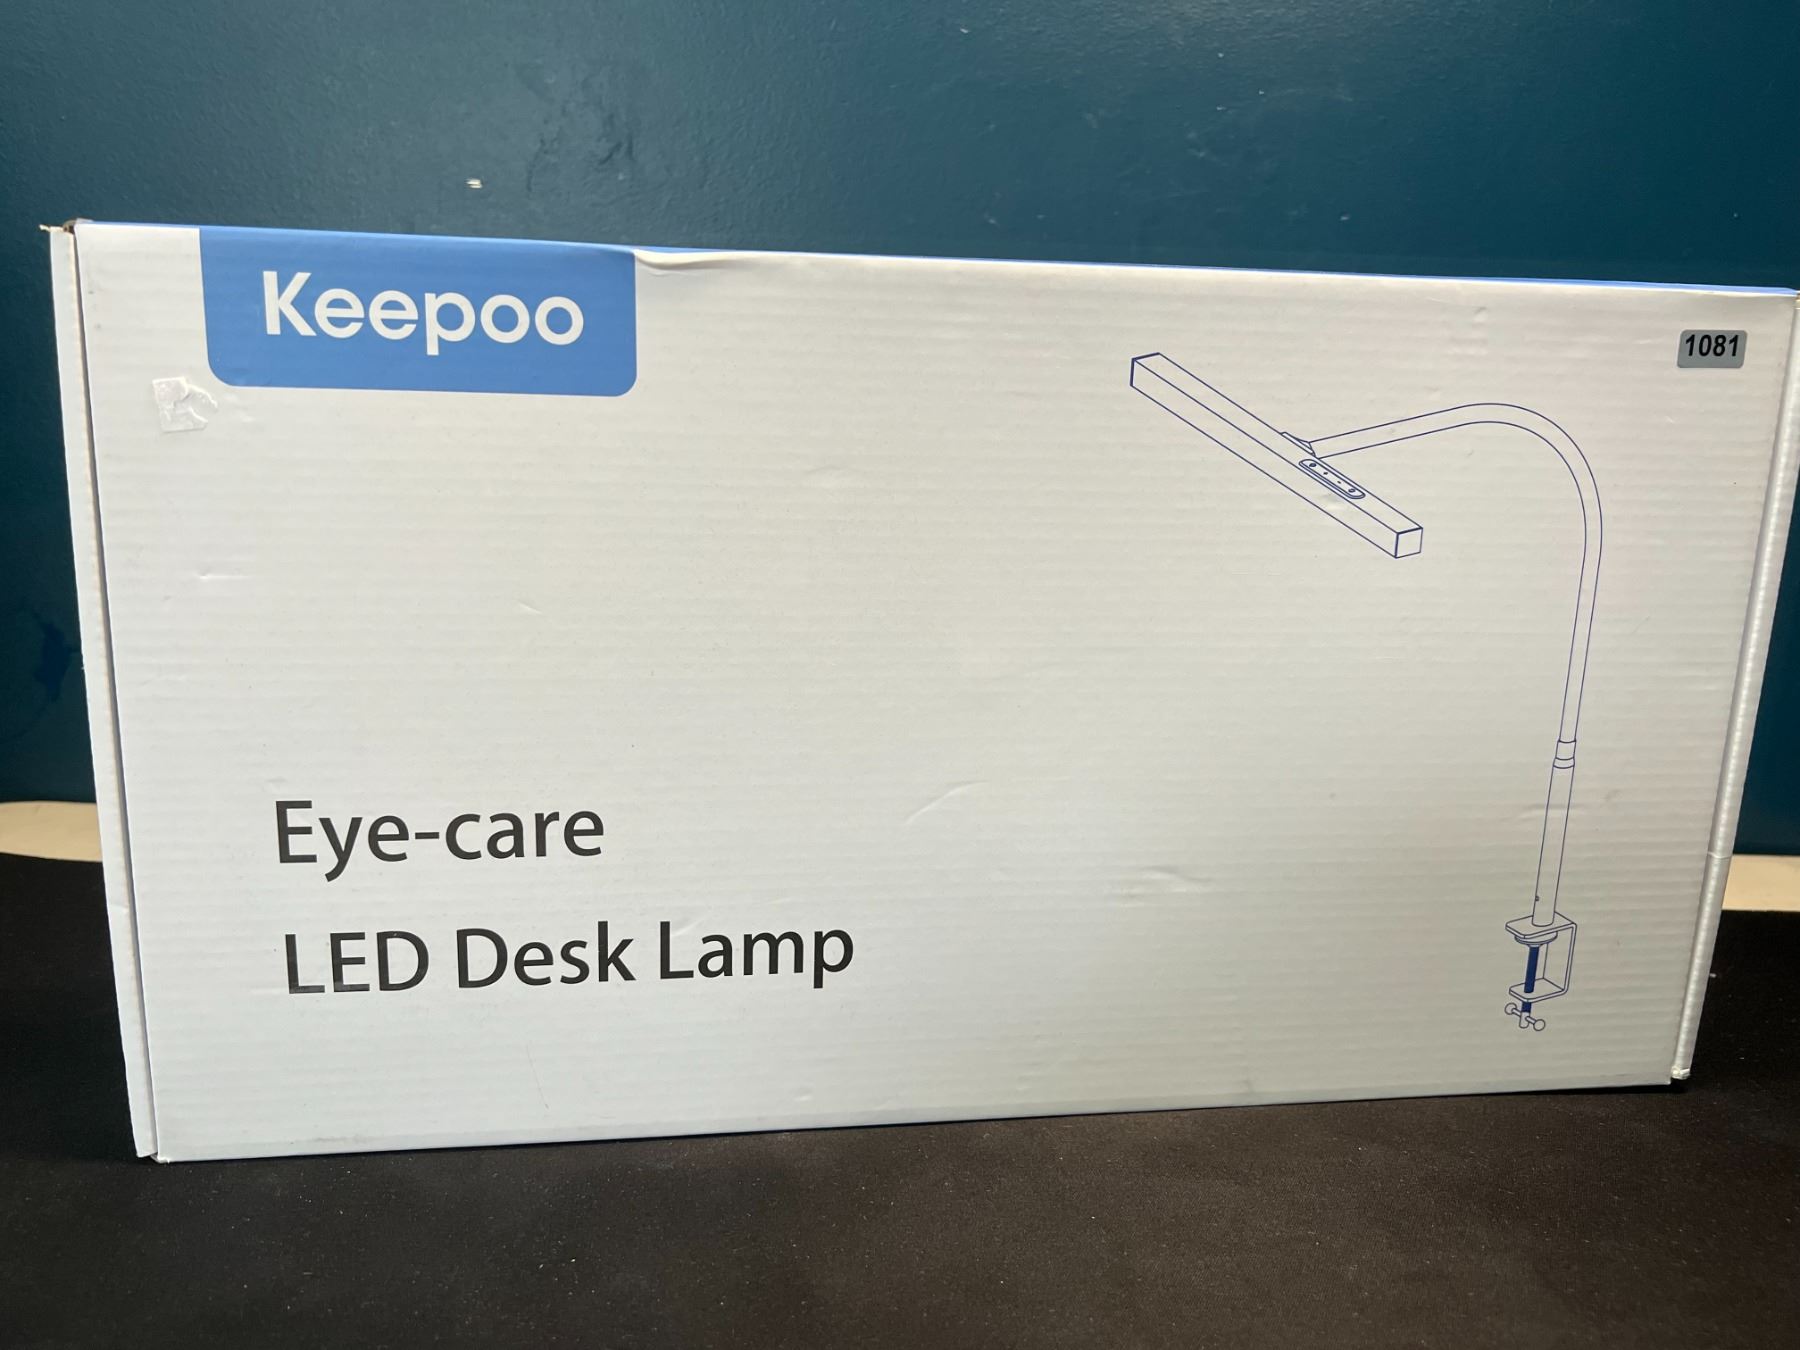 Keepoo
1081
Eye-care
LED Desk Lamp